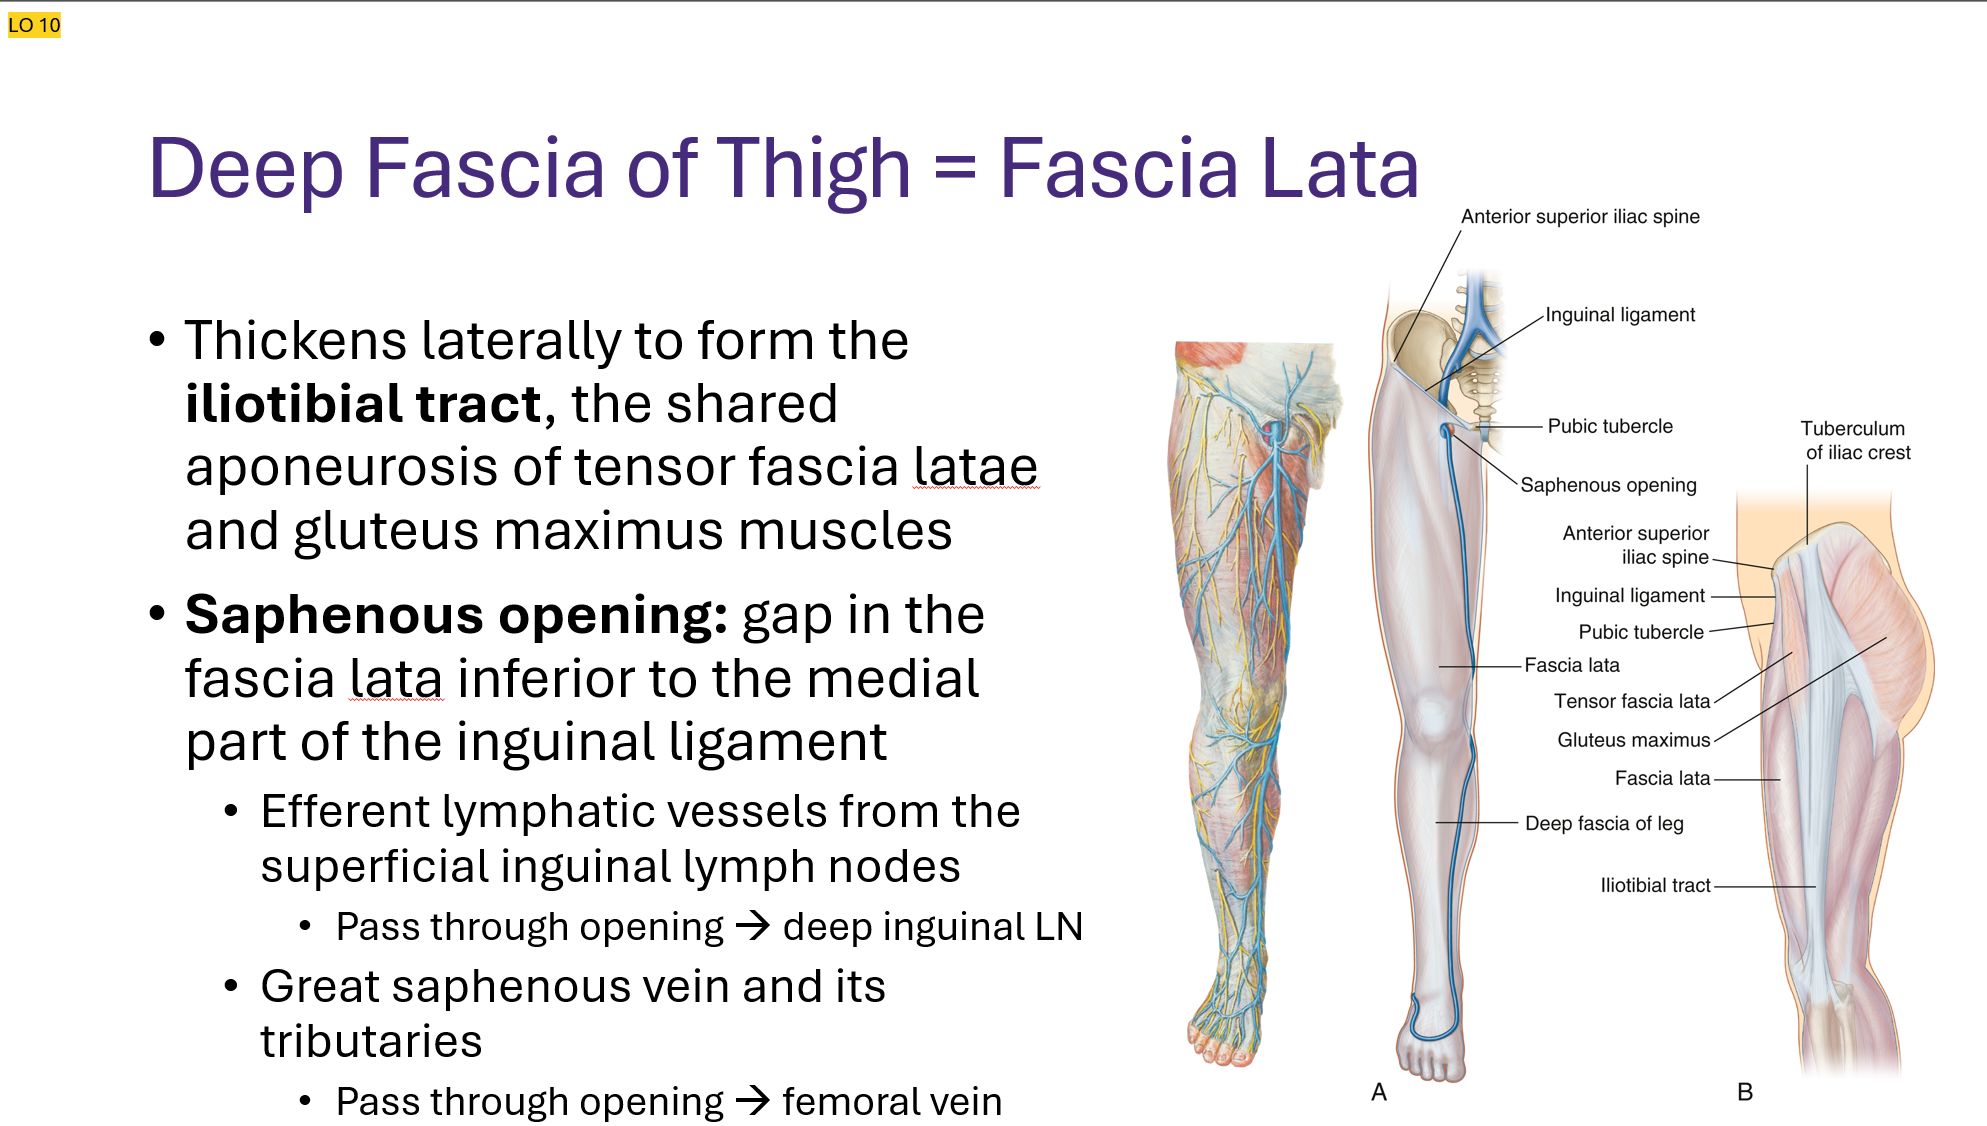 LO 10
Deep Fascia of Thigh = Fascia Lata
• Thickens laterally to form the
iliotibial tract, the shared
aponeurosis of tensor fascia latae
and gluteus maximus muscles
• Saphenous opening: gap in the
fascia lata inferior to the medial
part of the inguinal ligament
• Efferent lymphatic vessels from the
superficial inguinal lymph nodes
• Pass through opening → deep inguinal LN
• Great saphenous vein and its
tributaries
• Pass through opening → femoral vein
Anterior superior iliac spine
Inguinal ligament
Pubic tubercle
Saphenous opening
Fascia lata
Deep fascia of leg
A
Tuberculum
of iliac crest
Anterior superior
iliac spine
Inguinal ligament
Pubic tubercle
Tensor fascia lata
Gluteus maximus
Fascia lata
Iliotibial tract
B